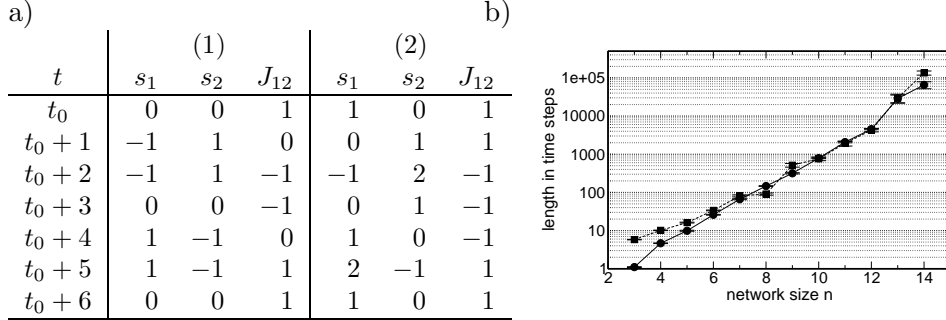 a)
(1) (2)
t s₁ s₂ J₁₂ s₁ s₂ J₁₂
t₀ 0 0 1 1 0 1
t₀ + 1 −1 1 0 0 1 1
t₀ + 2 −1 1 −1 −1 2 −1
t₀ + 3 0 0 −1 0 1 −1
t₀ + 4 1 −1 0 1 0 −1
t₀ + 5 1 −1 1 2 −1 1
t₀ + 6 0 0 1 1 0 1
b)
length in time steps
1e+05
10000
1000
100
10
1
2 4 6 8 10 12 14
network size n